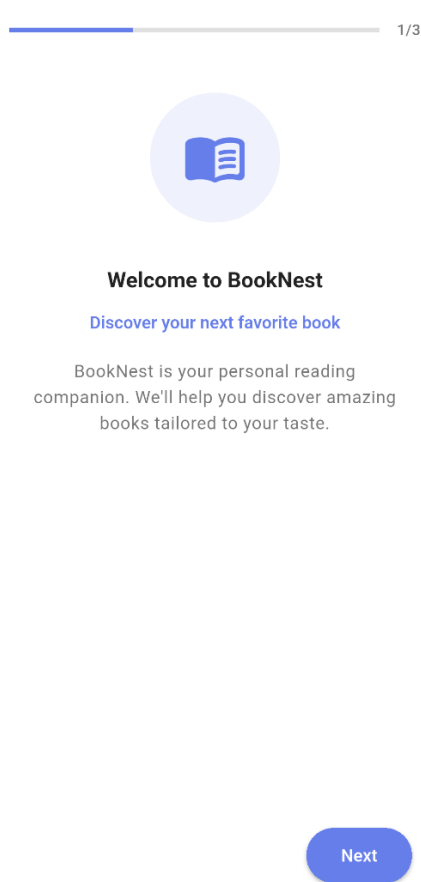 1/3
Welcome to BookNest
Discover your next favorite book
BookNest is your personal reading
companion. We'll help you discover amazing
books tailored to your taste.
Next